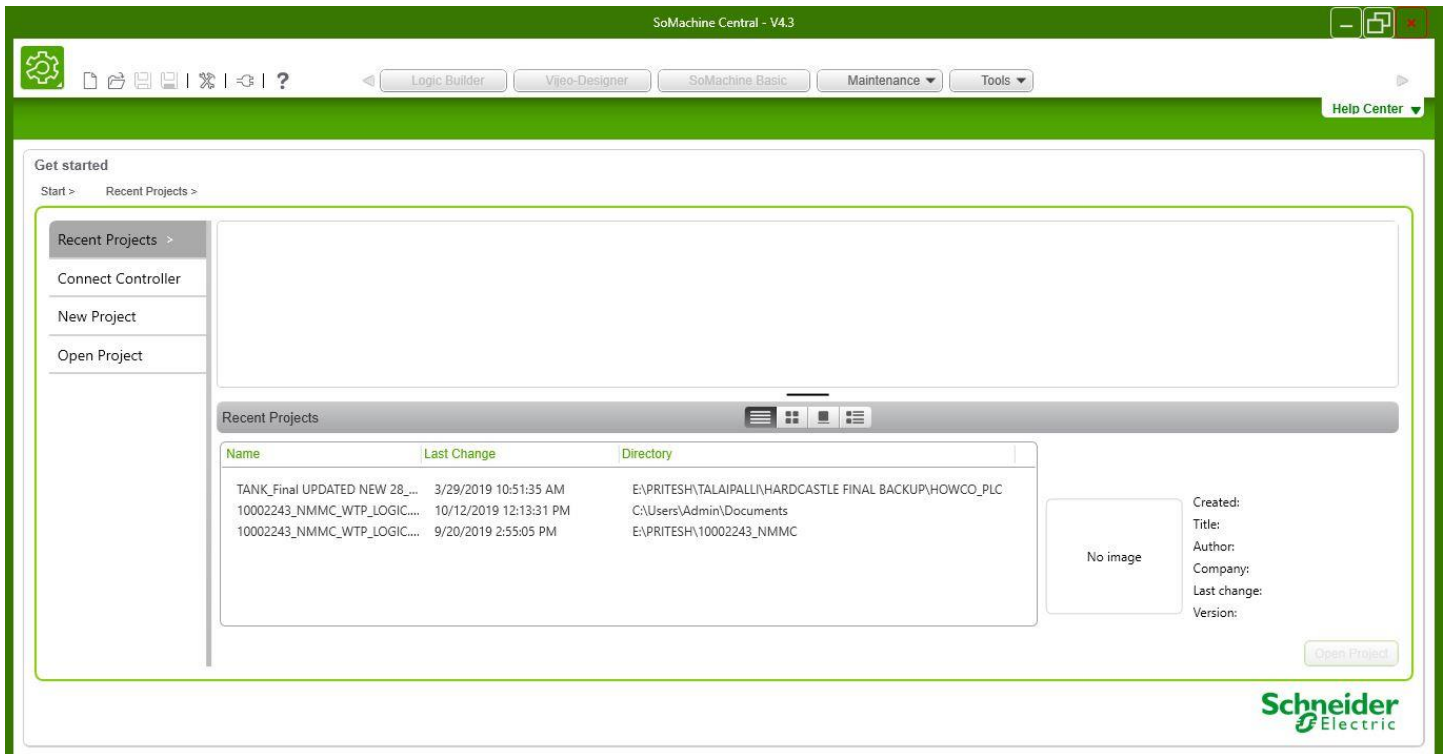 SoMachine Central - V4.3
? Logic Builder Vijeo-Designer SoMachine Basic Maintenance Tools
Help Center
Get started
Start > Recent Projects >
Recent Projects >
Connect Controller
New Project
Open Project
Recent Projects
Name Last Change Directory
TANK_Final UPDATED NEW 28_... 3/29/2019 10:51:35 AM E:\PRITESH\TALAIPALLI\HARDCASTLE FINAL BACKUP\HOWCO_PLC
10002243_NMMC_WTP_LOGIC.... 10/12/2019 12:13:31 PM C:\Users\Admin\Documents
10002243_NMMC_WTP_LOGIC.... 9/20/2019 2:55:05 PM E:\PRITESH\10002243_NMMC
No image
Created:
Title:
Author:
Company:
Last change:
Version:
Open Project
Schneider
Electric